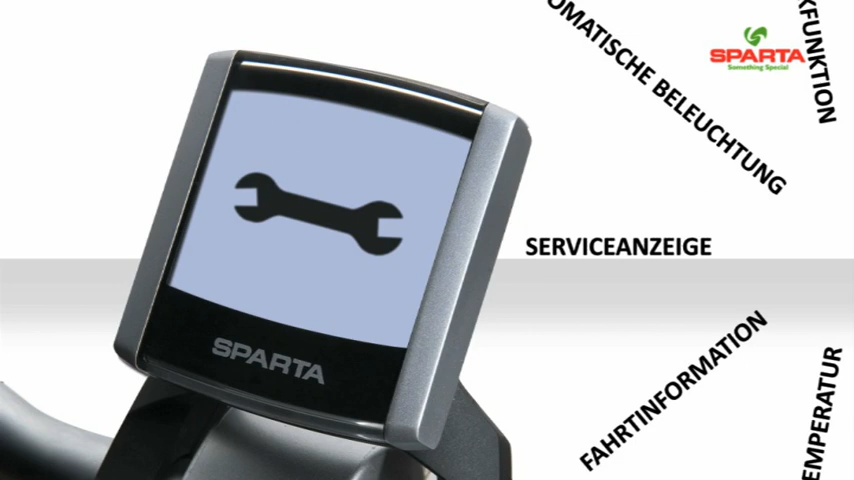 OMATISCHE BELEUCHTUNG
KFUNKTION
SPARTA
Something Special
SERVICEANZEIGE
SPARTA
FAHRTINFORMATION
EMPERATUR